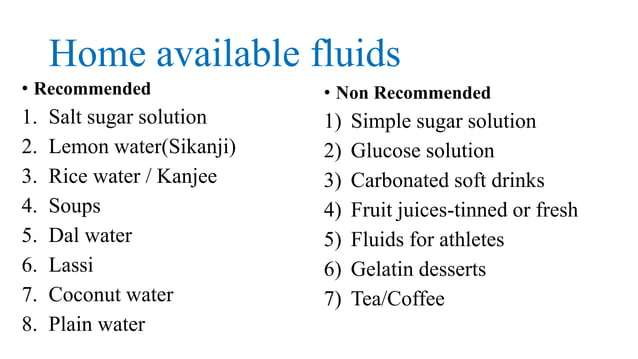 Home available fluids
• Recommended
1. Salt sugar solution
2. Lemon water(Sikanji)
3. Rice water / Kanjee
4. Soups
5. Dal water
6. Lassi
7. Coconut water
8. Plain water
• Non Recommended
1) Simple sugar solution
2) Glucose solution
3) Carbonated soft drinks
4) Fruit juices-tinned or fresh
5) Fluids for athletes
6) Gelatin desserts
7) Tea/Coffee